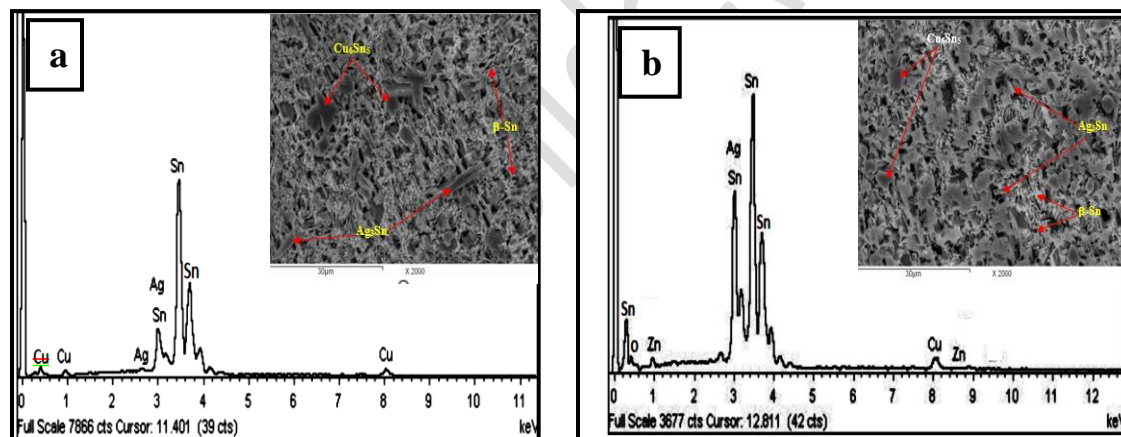 a
Cu₆Sn₅
β-Sn
Ag₃Sn
30µm X 2000
Sn
Ag
Sn
Sn
Ag
Cu
Cu
Cu
0 1 2 3 4 5 6 7 8 9 10 11
Full Scale 7866 cts Cursor: 11.401 (39 cts) keV
b
Cu₆Sn₅
Ag₃Sn
β-Sn
30µm X 2000
Sn
Ag
Sn
Sn
Sn
O
Zn
Cu
Zn
0 1 2 3 4 5 6 7 8 9 10 11 12
Full Scale 3677 cts Cursor: 12.811 (42 cts) keV